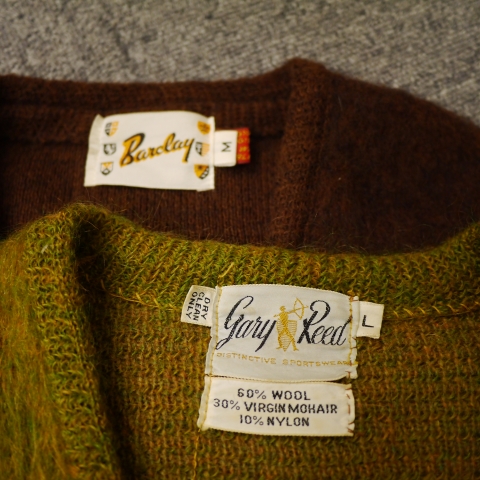 Barclay
M
DRY
CLEAN
ONLY
Gary Reed
DISTINCTIVE SPORTSWEAR
L
60% WOOL
30% VIRGIN MOHAIR
10% NYLON